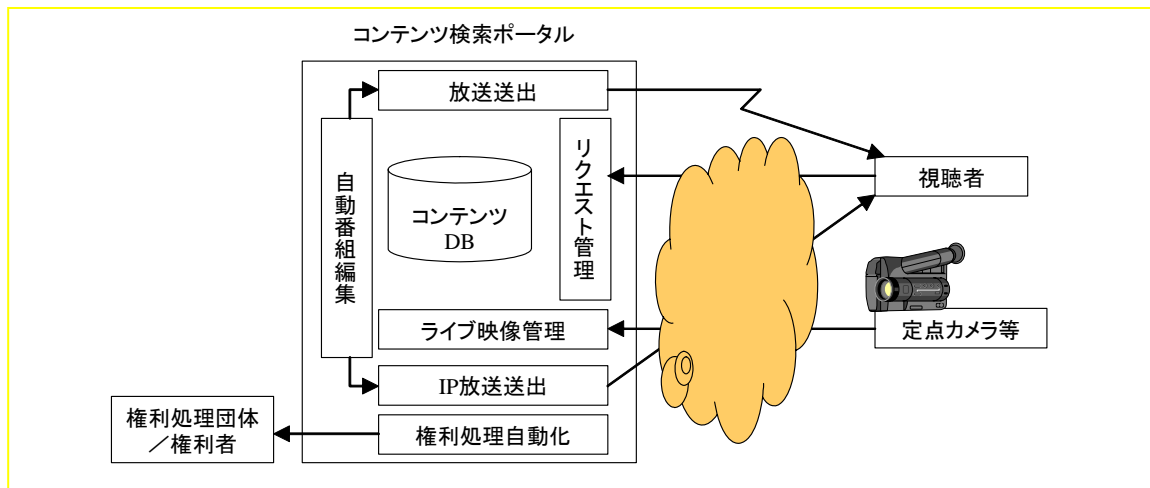 コンテンツ検索ポータル
放送送出
自動番組編集
コンテンツ
DB
リクエスト管理
視聴者
ライブ映像管理
定点カメラ等
IP放送送出
権利処理自動化
権利処理団体
／権利者